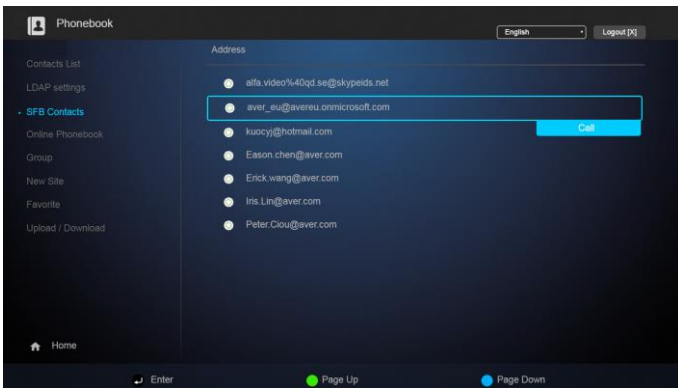 Phonebook
English
Logout [X]
Address
Contacts List
LDAP settings
SFB Contacts
Online Phonebook
Group
New Site
Favorite
Upload / Download
alfa.video%40qd.se@skypeids.net
aver_eu@avereu.onmicrosoft.com
kuocyj@hotmail.com
Call
Eason.chen@aver.com
Erick.wang@aver.com
Iris.Lin@aver.com
Peter.Ciou@aver.com
Home
Enter
Page Up
Page Down